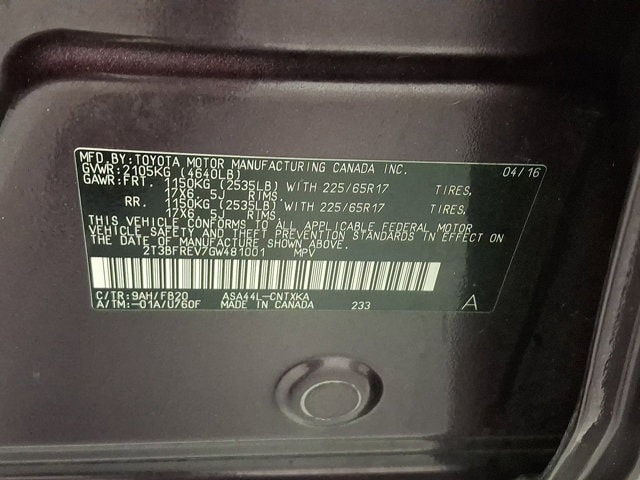 MFD.BY:TOYOTA MOTOR MANUFACTURING CANADA INC. 04/16
GVWR:2105KG (4640LB)
GAWR:FRT. 1150KG (2535LB) WITH 225/65R17 TIRES,
17X6.5J RIMS.
RR. 1150KG (2535LB) WITH 225/65R17 TIRES,
17X6.5J RIMS.
THIS VEHICLE CONFORMS TO ALL APPLICABLE FEDERAL MOTOR
VEHICLE SAFETY AND THEFT PREVENTION STANDARDS IN EFFECT ON
THE DATE OF MANUFACTURE SHOWN ABOVE.
2T3BFREV7GW481001 MPV
C/TR:9AH/FB20 ASA44L-CNTXKA
A/TM:-01A/U760F MADE IN CANADA 233 A